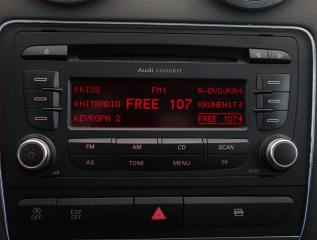 Audi concert
KISS FM1 R-DVOJKA
HITRADIO FREE 107 KRONEHIT
EVROPA 2 FREE 107
FM AM CD SCAN
AS TONE MENU TP
OFF ESP OFF